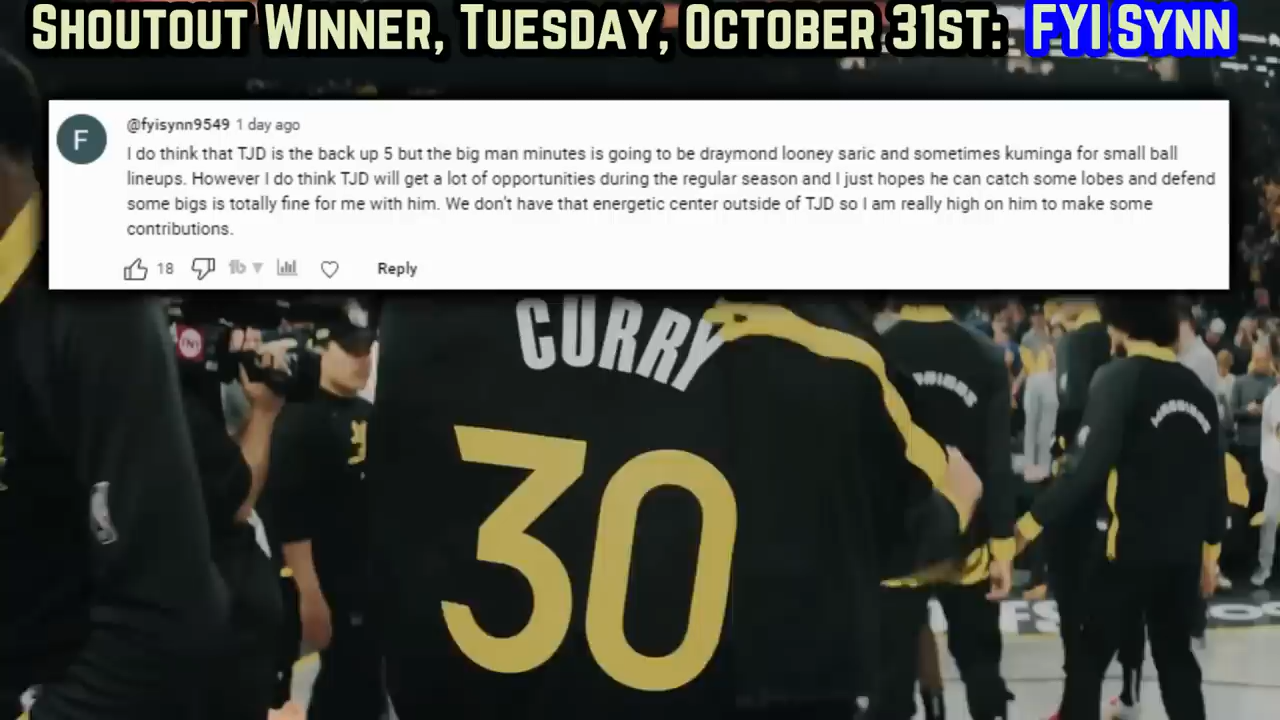 Shoutout Winner, Tuesday, October 31st: FYI Synn
F
@fyisynn9549 1 day ago
I do think that TJD is the back up 5 but the big man minutes is going to be draymond looney saric and sometimes kuminga for small ball
lineups. However I do think TJD will get a lot of opportunities during the regular season and I just hopes he can catch some lobes and defend
some bigs is totally fine for me with him. We don't have that energetic center outside of TJD so I am really high on him to make some
contributions.
18
Reply
CURRY
30